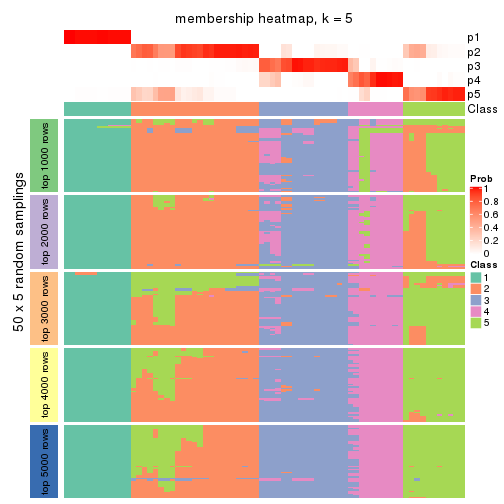 membership heatmap, k = 5
p1
p2
p3
p4
p5
Class
50 x 5 random samplings
top 1000 rows
top 2000 rows
top 3000 rows
top 4000 rows
top 5000 rows
Prob
1
0.8
0.6
0.4
0.2
0
Class
1
2
3
4
5